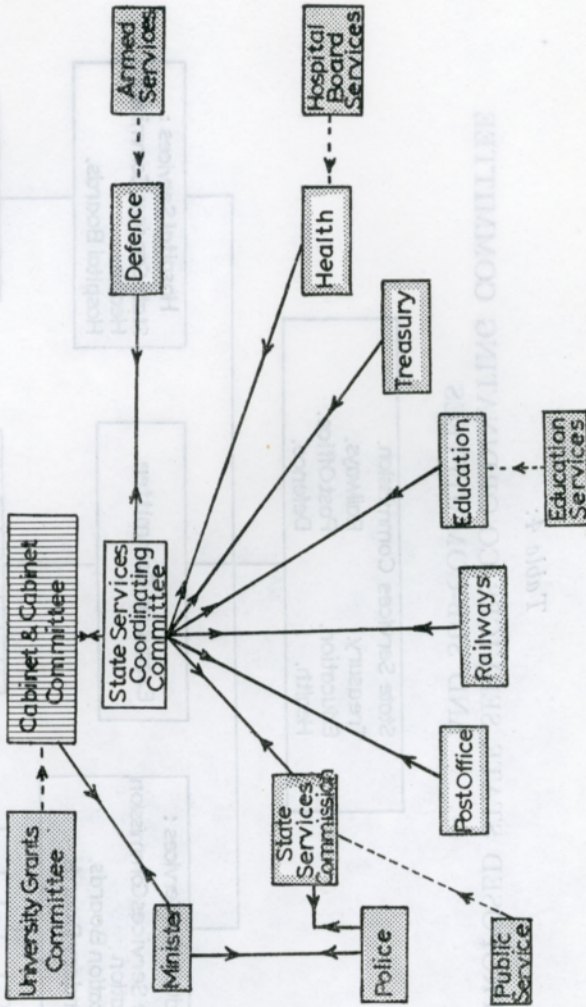 University Grants
Committee
Cabinet & Cabinet
Committee
Minister
State Services
Coordinating
Committee
Defence
Armed
Services
Police
State
Services
Commission
Health
Hospital
Board
Services
Treasury
Public
Service
PostOffice
Railways
Education
Education
Services